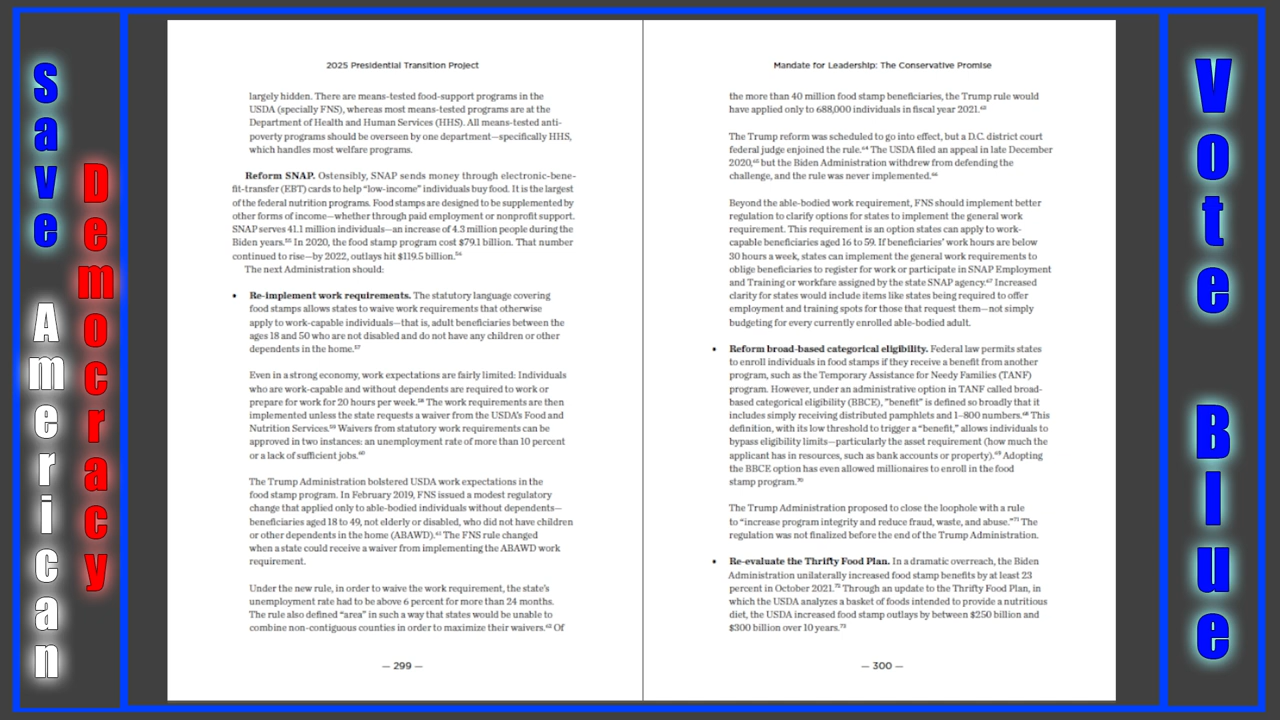 Save American
Democracy
2025 Presidential Transition Project
largely hidden. There are means-tested food-support programs in the
USDA (specially FNS), whereas most means-tested programs are at the
Department of Health and Human Services (HHS). All means-tested anti-
poverty programs should be overseen by one department—specifically HHS,
which handles most welfare programs.
Reform SNAP. Ostensibly, SNAP sends money through electronic-bene-
fit-transfer (EBT) cards to help “low-income” individuals buy food. It is the largest
of the federal nutrition programs. Food stamps are designed to be supplemented by
other forms of income—whether through paid employment or nonprofit support.
SNAP serves 41.1 million individuals—an increase of 4.3 million people during the
Biden years.55 In 2020, the food stamp program cost $79.1 billion. That number
continued to rise—by 2022, outlays hit $119.5 billion.56
The next Administration should:
• Re-implement work requirements. The statutory language covering
food stamps allows states to waive work requirements that otherwise
apply to work-capable individuals—that is, adult beneficiaries between the
ages 18 and 50 who are not disabled and do not have any children or other
dependents in the home.57
Even in a strong economy, work expectations are fairly limited: Individuals
who are work-capable and without dependents are required to work or
prepare for work for 20 hours per week.58 The work requirements are then
implemented unless the state requests a waiver from the USDA’s Food and
Nutrition Services.59 Waivers from statutory work requirements can be
approved in two instances: an unemployment rate of more than 10 percent
or a lack of sufficient jobs.60
The Trump Administration bolstered USDA work expectations in the
food stamp program. In February 2019, FNS issued a modest regulatory
change that applied only to able-bodied individuals without dependents—
beneficiaries aged 18 to 49, not elderly or disabled, who did not have children
or other dependents in the home (ABAWD).61 The FNS rule changed
when a state could receive a waiver from implementing the ABAWD work
requirement.
Under the new rule, in order to waive the work requirement, the state’s
unemployment rate had to be above 6 percent for more than 24 months.
The rule also defined “area” in such a way that states would be unable to
combine non-contiguous counties in order to maximize their waivers.62 Of
— 299 —
Mandate for Leadership: The Conservative Promise
the more than 40 million food stamp beneficiaries, the Trump rule would
have applied only to 688,000 individuals in fiscal year 2021.63
The Trump reform was scheduled to go into effect, but a D.C. district court
federal judge enjoined the rule.64 The USDA filed an appeal in late December
2020,65 but the Biden Administration withdrew from defending the
challenge, and the rule was never implemented.66
Beyond the able-bodied work requirement, FNS should implement better
regulation to clarify options for states to implement the general work
requirement. This requirement is an option states can apply to work-
capable beneficiaries aged 16 to 59. If beneficiaries’ work hours are below
30 hours a week, states can implement the general work requirements to
oblige beneficiaries to register for work or participate in SNAP Employment
and Training or workfare assigned by the state SNAP agency.67 Increased
clarity for states would include items like states being required to offer
employment and training spots for those that request them—not simply
budgeting for every currently enrolled able-bodied adult.
• Reform broad-based categorical eligibility. Federal law permits states
to enroll individuals in food stamps if they receive a benefit from another
program, such as the Temporary Assistance for Needy Families (TANF)
program. However, under an administrative option in TANF called broad-
based categorical eligibility (BBCE), “benefit” is defined so broadly that it
includes simply receiving distributed pamphlets and 1–800 numbers.68 This
definition, with its low threshold to trigger a “benefit,” allows individuals to
bypass eligibility limits—particularly the asset requirement (how much the
applicant has in resources, such as bank accounts or property).69 Adopting
the BBCE option has even allowed millionaires to enroll in the food
stamp program.70
The Trump Administration proposed to close the loophole with a rule
to “increase program integrity and reduce fraud, waste, and abuse.”71 The
regulation was not finalized before the end of the Trump Administration.
• Re-evaluate the Thrifty Food Plan. In a dramatic overreach, the Biden
Administration unilaterally increased food stamp benefits by at least 23
percent in October 2021.72 Through an update to the Thrifty Food Plan, in
which the USDA analyzes a basket of foods intended to provide a nutritious
diet, the USDA increased food stamp outlays by between $250 billion and
$300 billion over 10 years.73
— 300 —
Vote Blue